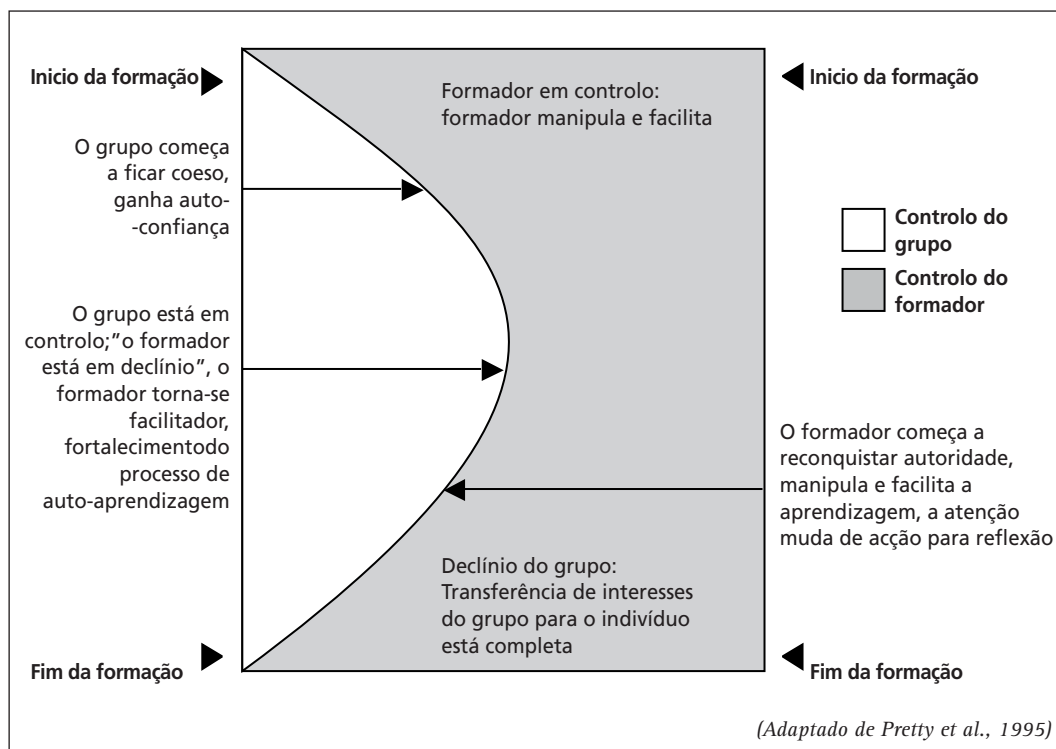 Inicio da formação
O grupo começa
a ficar coeso,
ganha auto-
-confiança
O grupo está em
controlo;"o formador
está em declínio", o
formador torna-se
facilitador,
fortalecimentodo
processo de
auto-aprendizagem
Fim da formação
Formador em controlo:
formador manipula e facilita
Declínio do grupo:
Transferência de interesses
do grupo para o indivíduo
está completa
Inicio da formação
Controlo do
grupo
Controlo do
formador
O formador começa a
reconquistar autoridade,
manipula e facilita a
aprendizagem, a atenção
muda de acção para reflexão
Fim da formação
(Adaptado de Pretty et al., 1995)